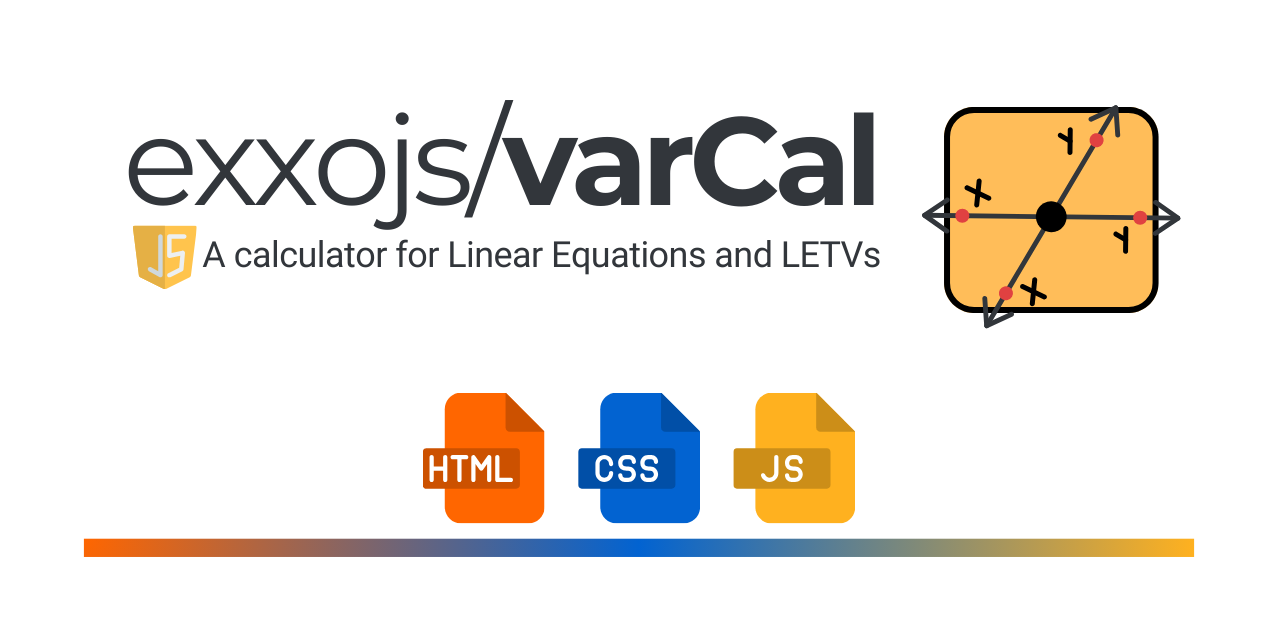 exxojs/varCal
JS A calculator for Linear Equations and LETVs
Y
X
Y
X
HTML CSS JS